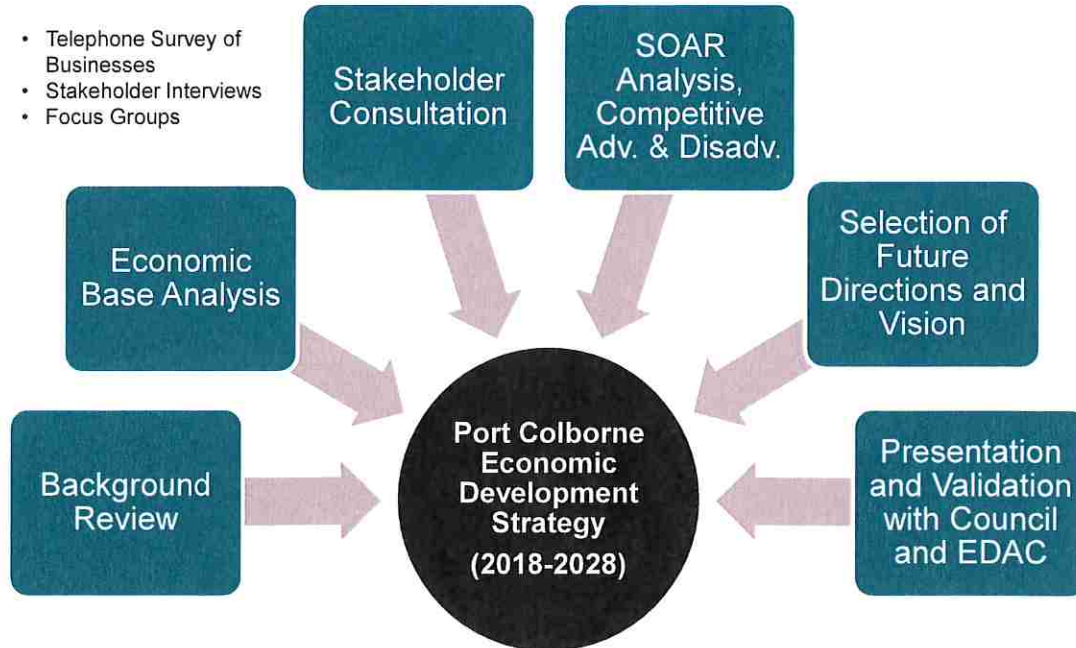 • Telephone Survey of
Businesses
• Stakeholder Interviews
• Focus Groups
Stakeholder
Consultation
SOAR
Analysis,
Competitive
Adv. & Disadv.
Economic
Base Analysis
Selection of
Future
Directions and
Vision
Background
Review
Port Colborne
Economic
Development
Strategy
(2018-2028)
Presentation
and Validation
with Council
and EDAC